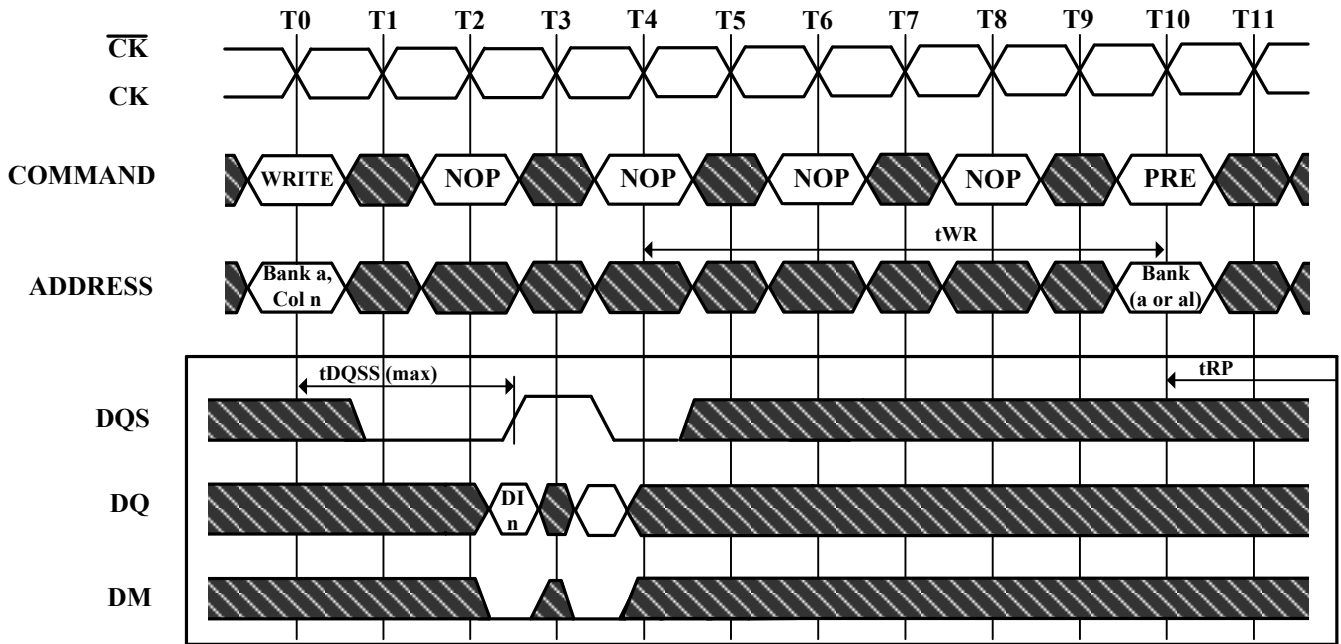 T0 T1 T2 T3 T4 T5 T6 T7 T8 T9 T10 T11
CK
CK
COMMAND WRITE NOP NOP NOP NOP PRE
tWR
ADDRESS Bank a, Bank
Col n (a or al)
tDQSS (max) tRP
DQS
DQ DI
n
DM